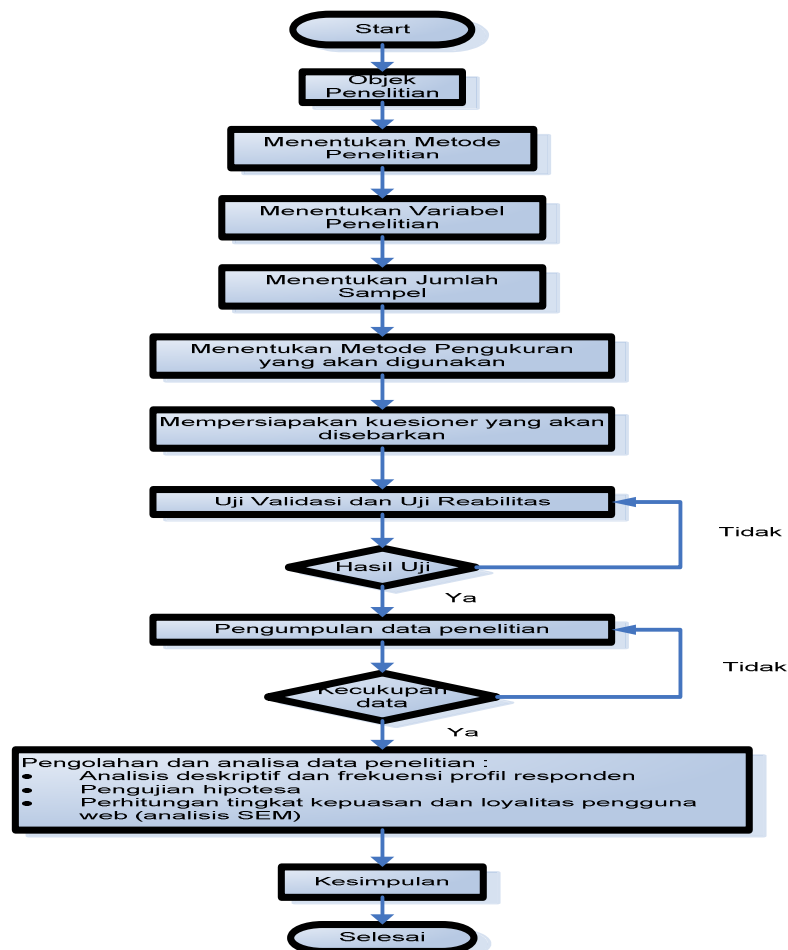 Start
Objek
Penelitian
Menentukan Metode
Penelitian
Menentukan Variabel
Penelitian
Menentukan Jumlah
Sampel
Menentukan Metode Pengukuran
yang akan digunakan
Mempersiapakan kuesioner yang akan
disebarkan
Uji Validasi dan Uji Reabilitas
Tidak
Hasil Uji
Ya
Pengumpulan data penelitian
Tidak
Kecukupan
data
Ya
Pengolahan dan analisa data penelitian :
• Analisis deskriptif dan frekuensi profil responden
• Pengujian hipotesa
• Perhitungan tingkat kepuasan dan loyalitas pengguna
web (analisis SEM)
Kesimpulan
Selesai